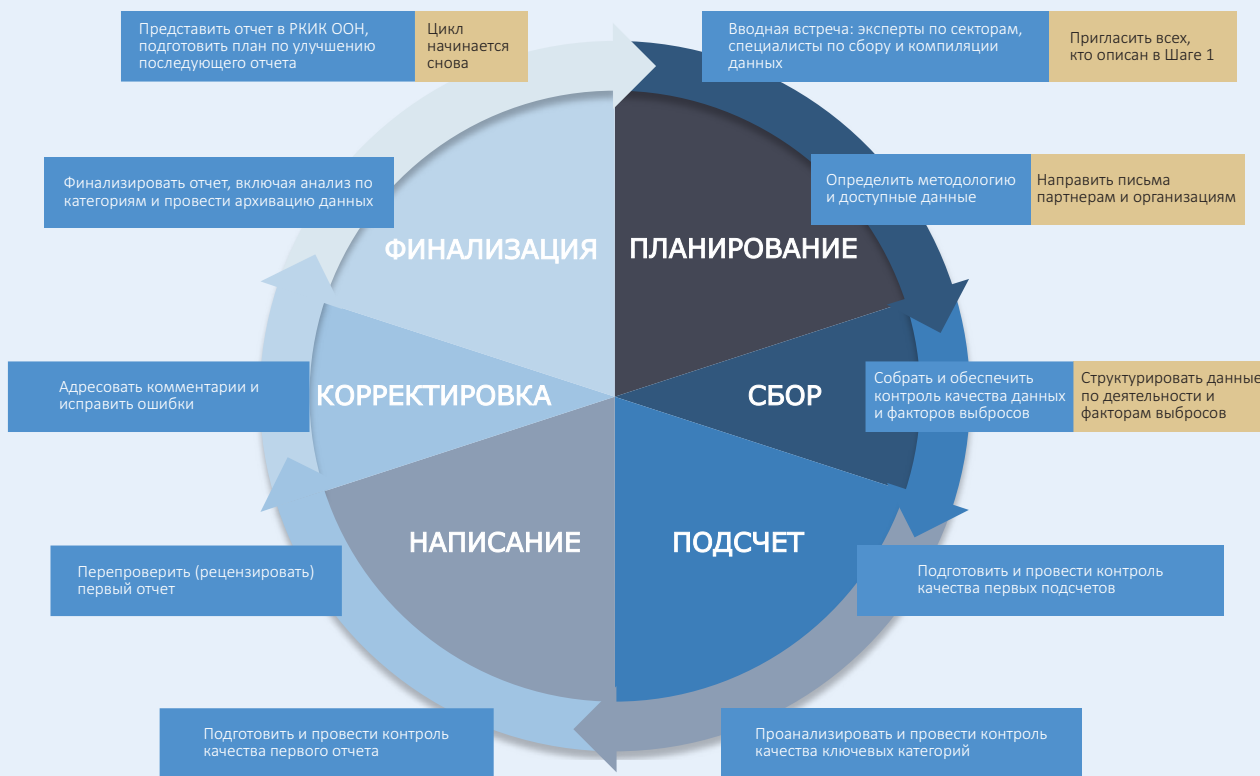 Представить отчет в РКИК ООН,
подготовить план по улучшению
последующего отчета
Цикл
начинается
снова
Вводная встреча: эксперты по секторам,
специалисты по сбору и компиляции
данных
Пригласить всех,
кто описан в Шаге 1
Финализировать отчет, включая анализ по
категориям и провести архивацию данных
Определить методологию
и доступные данные
Направить письма
партнерам и организациям
ФИНАЛИЗАЦИЯ
ПЛАНИРОВАНИЕ
Адресовать комментарии и
исправить ошибки
КОРРЕКТИРОВКА
СБОР
Собрать и обеспечить
контроль качества данных
и факторов выбросов
Структурировать данные
по деятельности и
факторам выбросов
НАПИСАНИЕ
ПОДСЧЕТ
Перепроверить (рецензировать)
первый отчет
Подготовить и провести контроль
качества первых подсчетов
Подготовить и провести контроль
качества первого отчета
Проанализировать и провести контроль
качества ключевых категорий